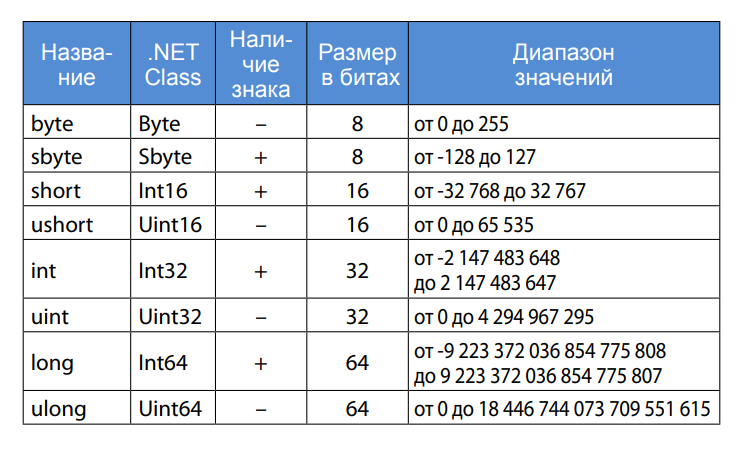 Назва-
ние
.NET
Class
Нали-
чие
знака
Размер
в битах
Диапазон
значений
byte Byte – 8 от 0 до 255
sbyte Sbyte + 8 от -128 до 127
short Int16 + 16 от -32 768 до 32 767
ushort Uint16 – 16 от 0 до 65 535
int Int32 + 32 от -2 147 483 648
до 2 147 483 647
uint Uint32 – 32 от 0 до 4 294 967 295
long Int64 + 64 от -9 223 372 036 854 775 808
до 9 223 372 036 854 775 807
ulong Uint64 – 64 от 0 до 18 446 744 073 709 551 615